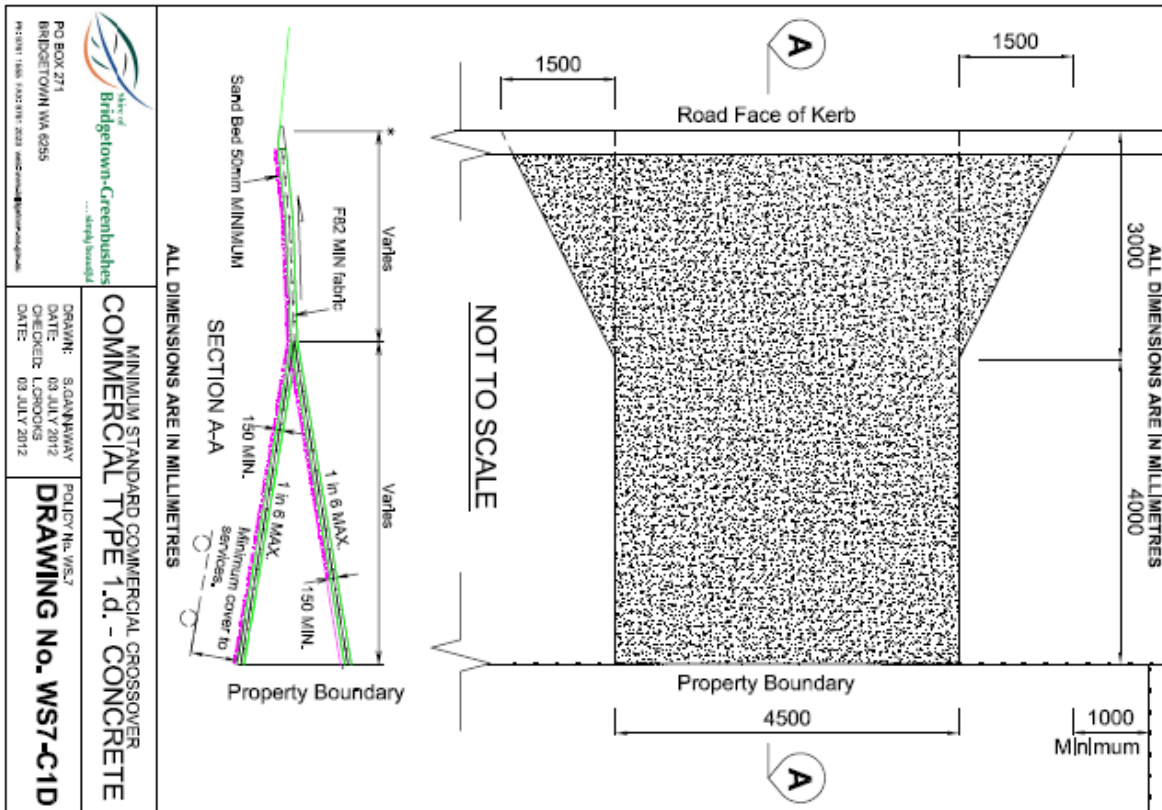 1500
1500
A
Road Face of Kerb
3000
4000
ALL DIMENSIONS ARE IN MILLIMETRES
NOT TO SCALE
Property Boundary
4500
1000
Minimum
A
*
Varies
Varies
Sand Bed 50mm MINIMUM
F82 MIN fabric
SECTION A-A
150 MIN.
1 in 6 MAX.
1 in 6 MAX.
150 MIN.
Minimum cover to
services.
Property Boundary
ALL DIMENSIONS ARE IN MILLIMETRES
Shire of
Bridgetown-Greenbushes
.... simply beautiful
PO BOX 271
BRIDGETOWN WA 6255
MINIMUM STANDARD COMMERCIAL CROSSOVER
COMMERCIAL TYPE 1.d. - CONCRETE
DRAWN: S.GANNAWAY
DATE: 03 JULY 2012
CHECKED: L.CROOKS
DATE: 03 JULY 2012
POLICY No. WS.7
DRAWING No. WS7-C1D